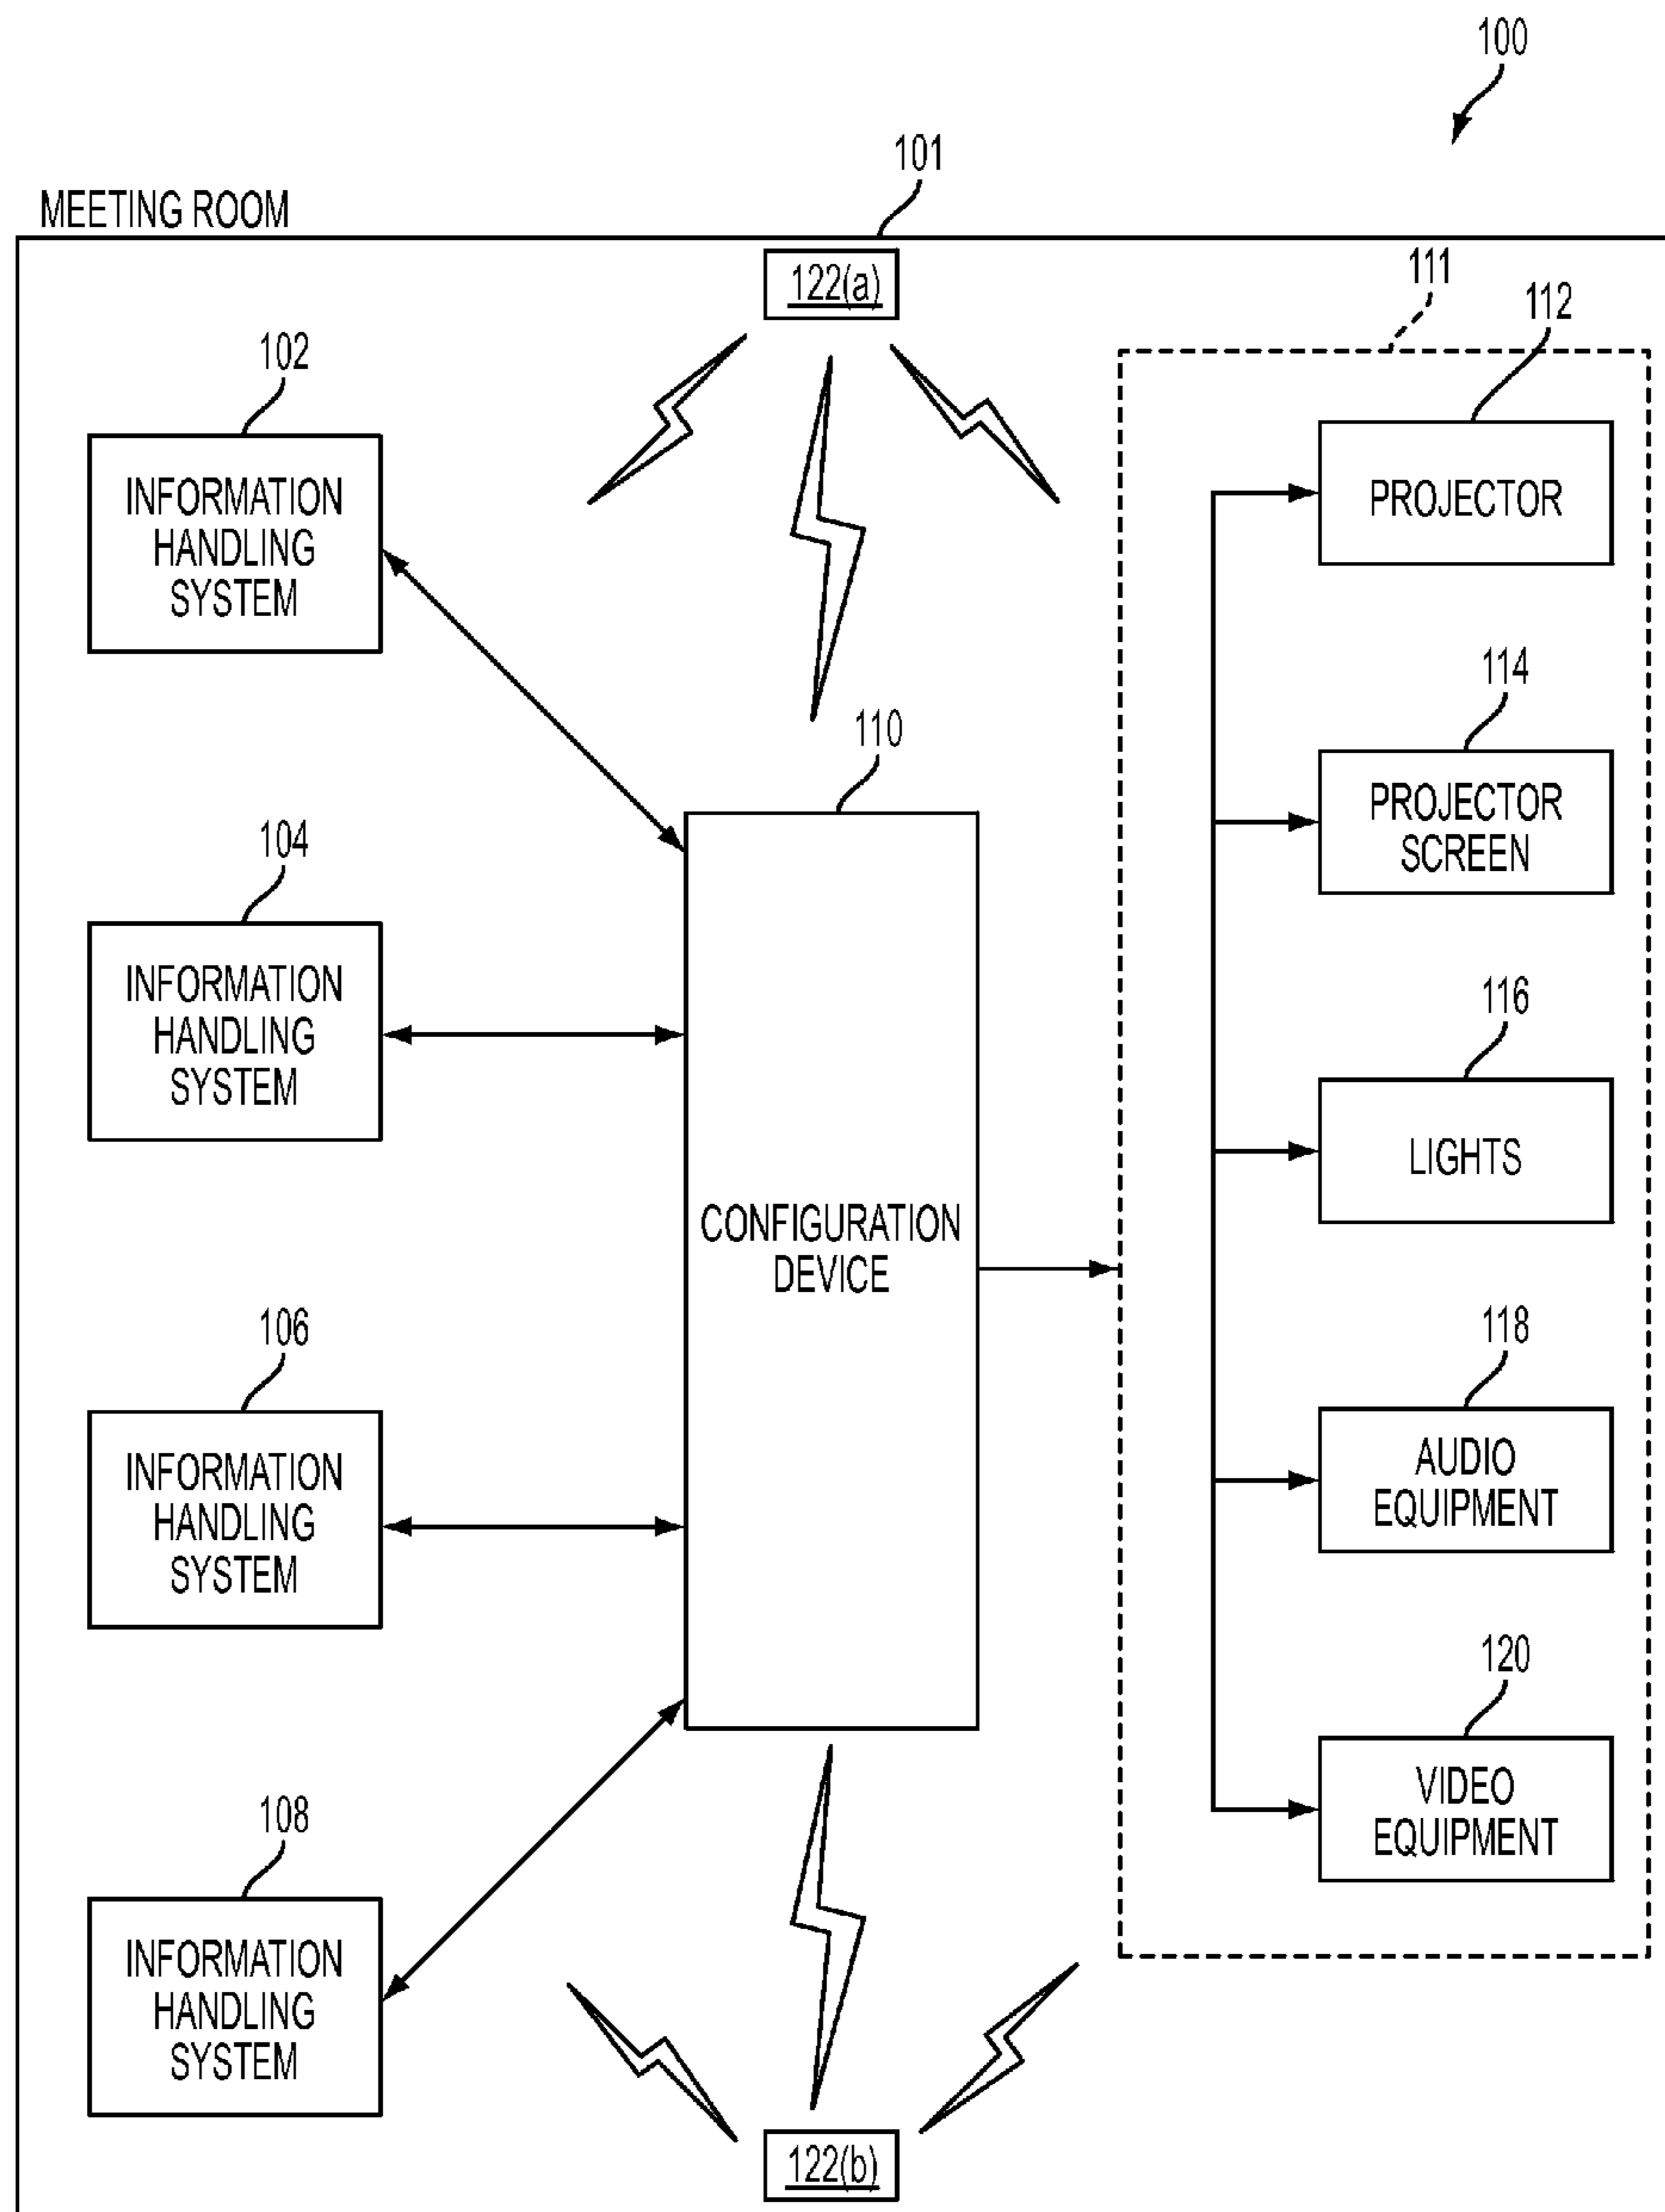 100
101
MEETING ROOM
122(a)
111
112
102
INFORMATION
HANDLING
SYSTEM
PROJECTOR
114
110
PROJECTOR
SCREEN
104
INFORMATION
HANDLING
SYSTEM
116
LIGHTS
CONFIGURATION
DEVICE
106
INFORMATION
HANDLING
SYSTEM
118
AUDIO
EQUIPMENT
120
VIDEO
EQUIPMENT
108
INFORMATION
HANDLING
SYSTEM
122(b)